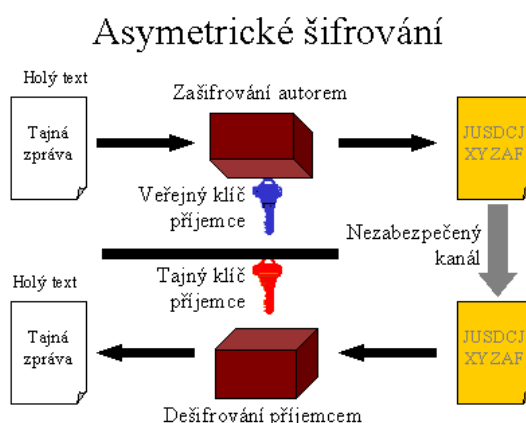 Asymetrické šifrování
Holý text
Zašifrování autorem
Tajná
zpráva
JUSDCJ
XYZAF
Veřejný klíč
příjemce
Nezabezpečený
kanál
Tajný klíč
příjemce
Holý text
Tajná
zpráva
JUSDCJ
XYZAF
Dešifrování příjemcem